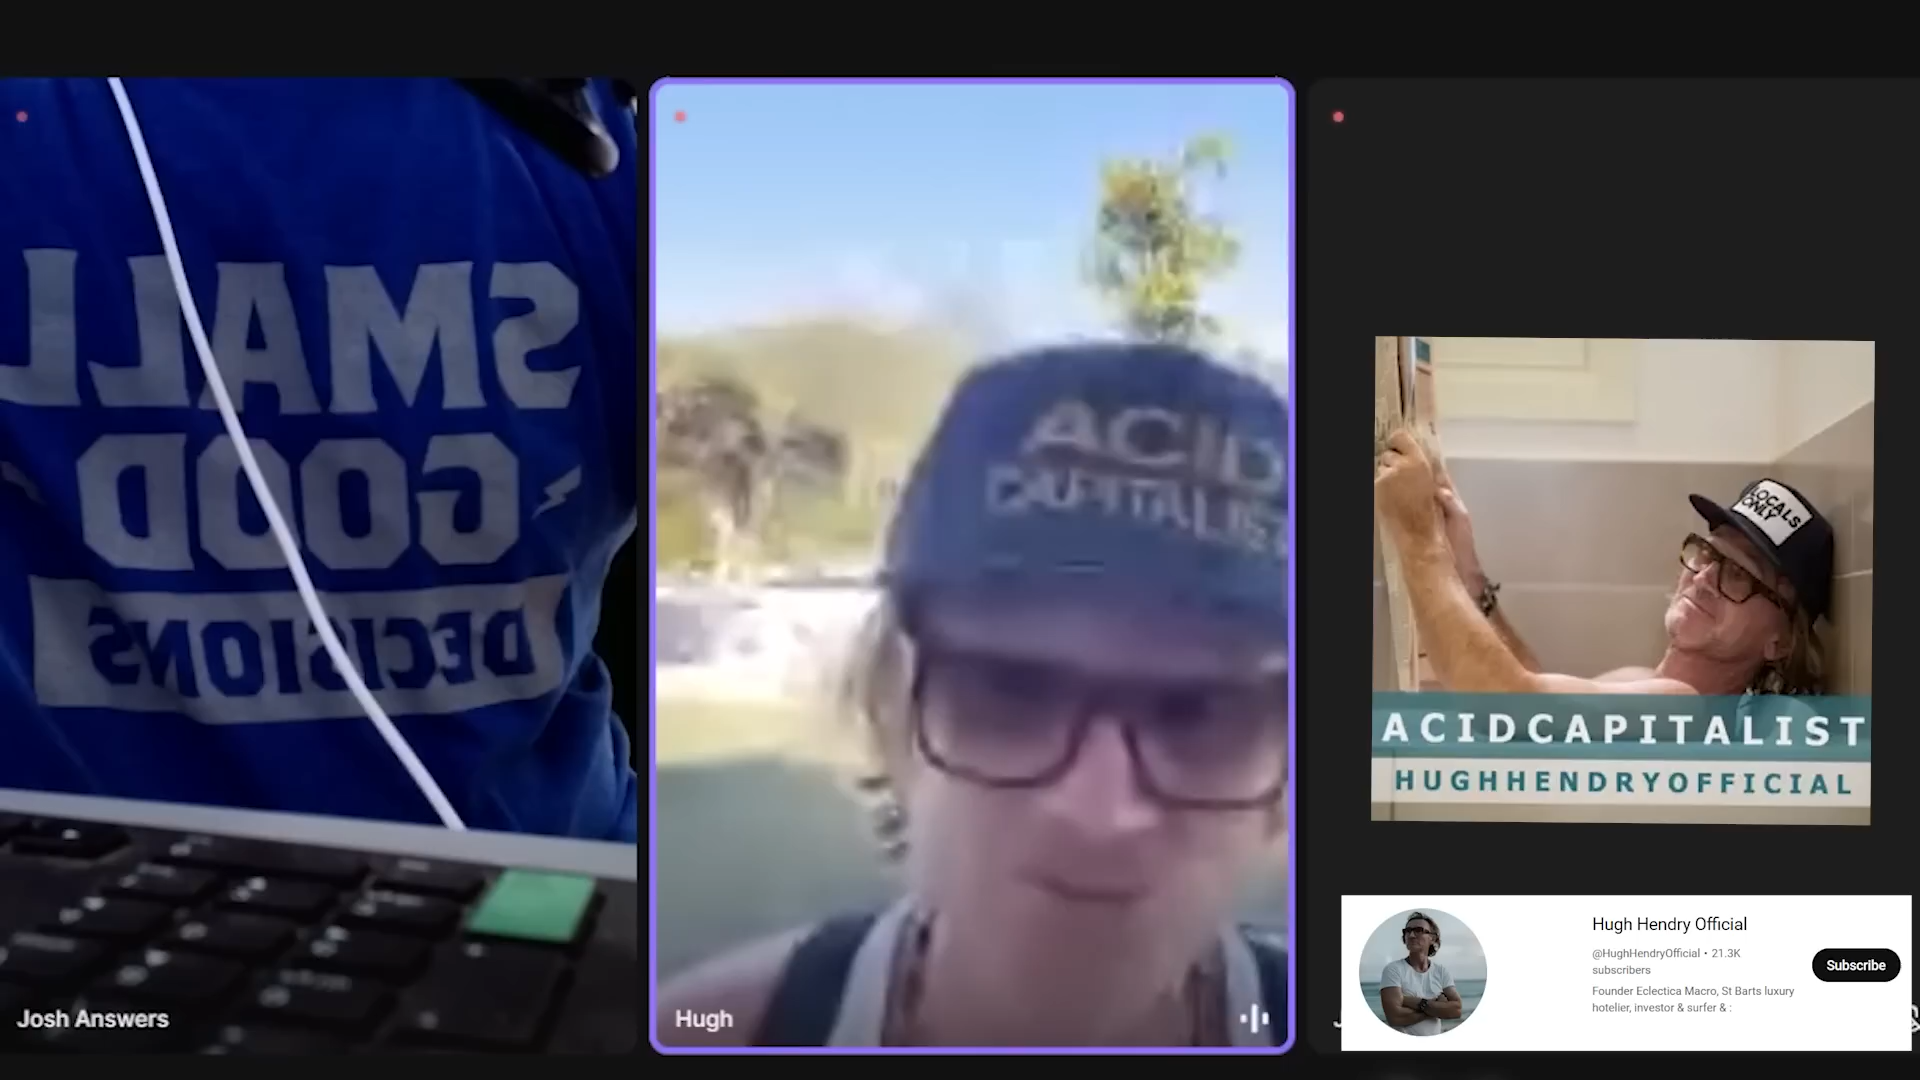 SMALL
GOOD
DECISIONS
Josh Answers
ACID
CAPITALIST
Hugh
LOCALS
ONLY
ACIDCAPITALIST
HUGHHENDRYOFFICIAL
Hugh Hendry Official
@HughHendryOfficial • 21.3K
subscribers
Subscribe
Founder Eclectica Macro, St Barts luxury
hotelier, investor & surfer & :